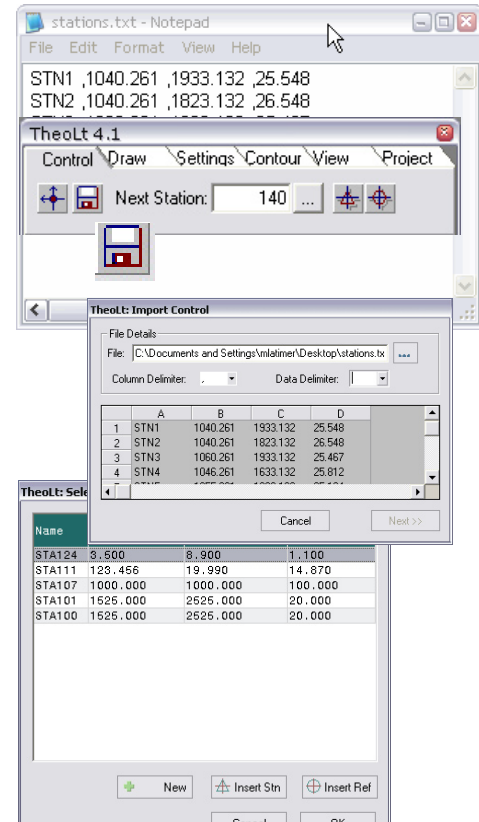 stations.txt - Notepad
File Edit Format View Help
STN1 ,1040.261 ,1933.132 ,25.548
STN2 ,1040.261 ,1823.132 ,26.548
TheoLt 4.1
Control Draw Settings Contour View Project
Next Station: 140 ...
TheoLt: Import Control
File Details
File: C:\Documents and Settings\mlatimer\Desktop\stations.tx ...
Column Delimiter: , Data Delimiter:
A B C D
1 STN1 1040.261 1933.132 25.548
2 STN2 1040.261 1823.132 26.548
3 STN3 1060.261 1933.132 25.467
4 STN4 1046.261 1633.132 25.812
Cancel Next >>
TheoLt: Sele
Name
STA124 3.500 8.900 1.100
STA111 123.456 19.990 14.870
STA107 1000.000 1000.000 100.000
STA101 1525.000 2525.000 20.000
STA100 1525.000 2525.000 20.000
New Insert Stn Insert Ref
Cancel OK